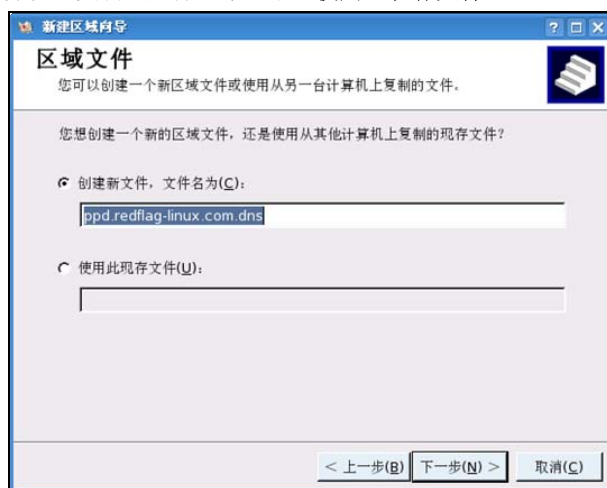 新建区域向导
区域文件
您可以创建一个新区域文件或使用从另一台计算机上复制的文件。
您想创建一个新的区域文件，还是使用从其他计算机上复制的现存文件？
创建新文件，文件名为(C)：
ppd.redflag-linux.com.dns
使用此现存文件(U)：
< 上一步(B) 下一步(N) > 取消(C)